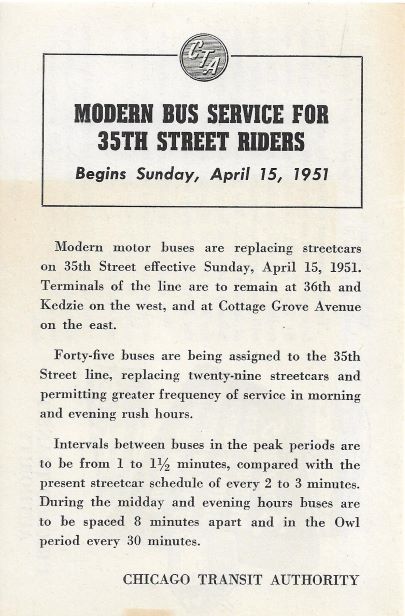 CTA
MODERN BUS SERVICE FOR
35TH STREET RIDERS
Begins Sunday, April 15, 1951
Modern motor buses are replacing streetcars
on 35th Street effective Sunday, April 15, 1951.
Terminals of the line are to remain at 36th and
Kedzie on the west, and at Cottage Grove Avenue
on the east.
Forty-five buses are being assigned to the 35th
Street line, replacing twenty-nine streetcars and
permitting greater frequency of service in morning
and evening rush hours.
Intervals between buses in the peak periods are
to be from 1 to 1½ minutes, compared with the
present streetcar schedule of every 2 to 3 minutes.
During the midday and evening hours buses are
to be spaced 8 minutes apart and in the Owl
period every 30 minutes.
CHICAGO TRANSIT AUTHORITY